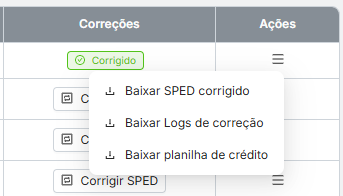 Correções Ações
Corrigido
Baixar SPED corrigido
Baixar Logs de correção
Baixar planilha de crédito
Corrigir SPED